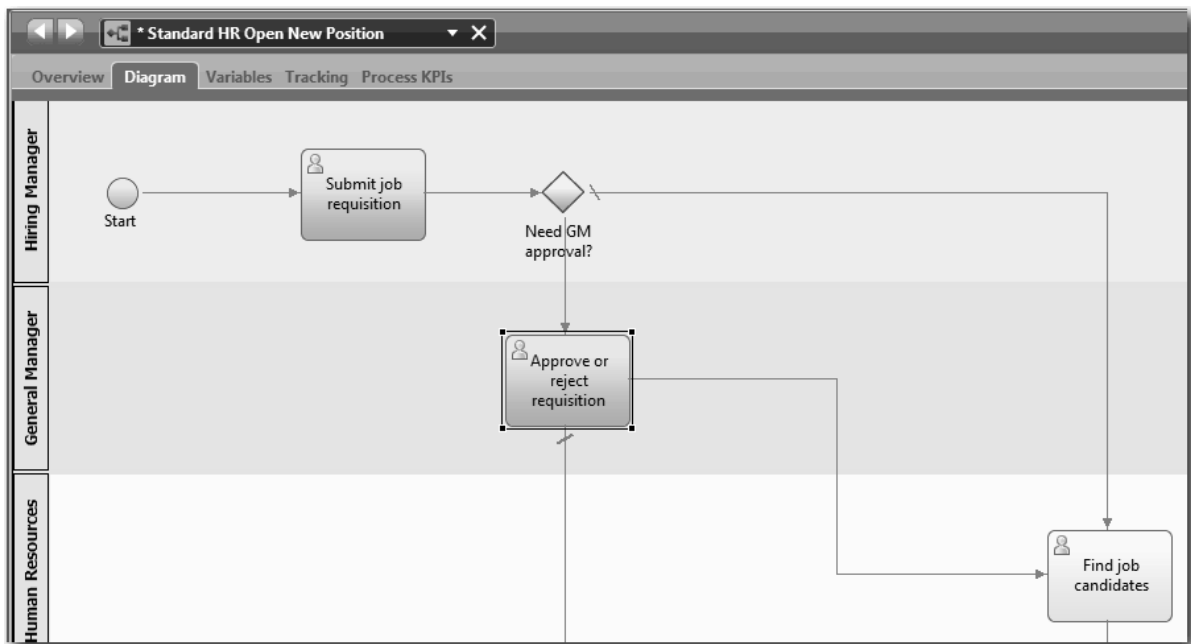 * Standard HR Open New Position
Overview Diagram Variables Tracking Process KPIs
Hiring Manager
Start
Submit job
requisition
Need GM
approval?
General Manager
Approve or
reject
requisition
Human Resources
Find job
candidates